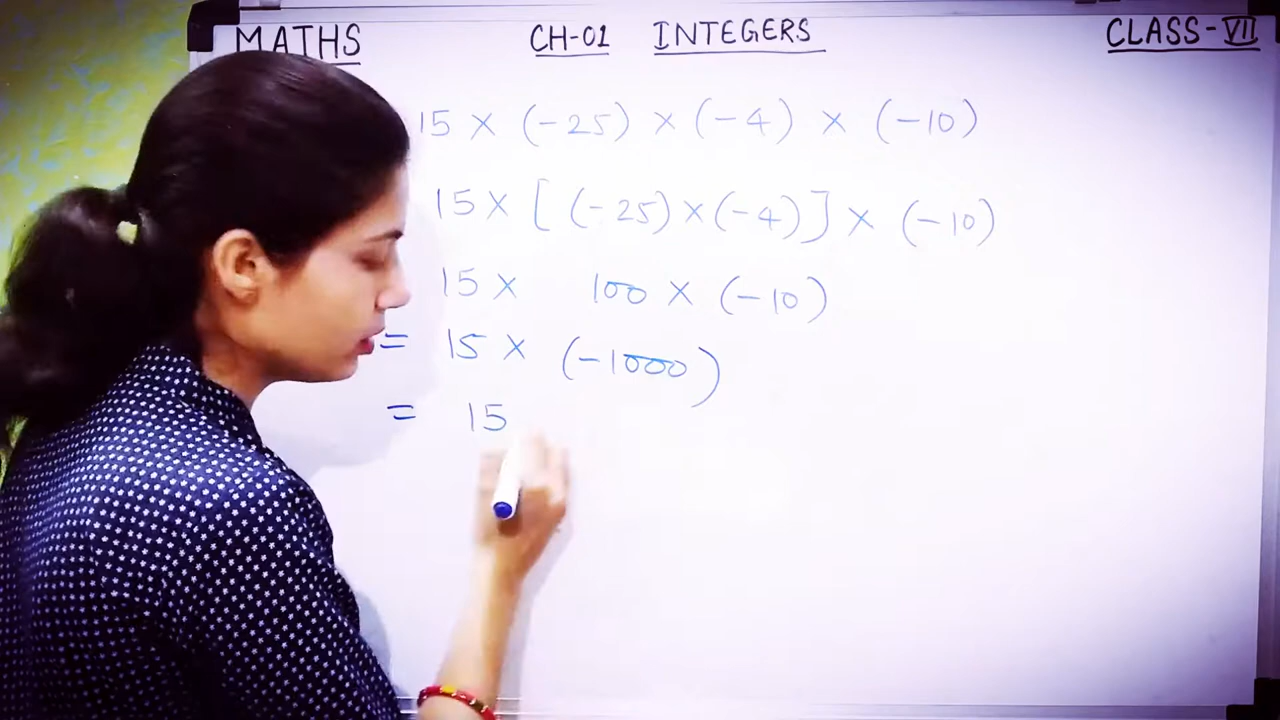 MATHS CH-01 INTEGERS CLASS-VII
15 × (-25) × (-4) × (-10)
15 × [(-25) × (-4)] × (-10)
15 × 100 × (-10)
= 15 × (-1000)
= 15